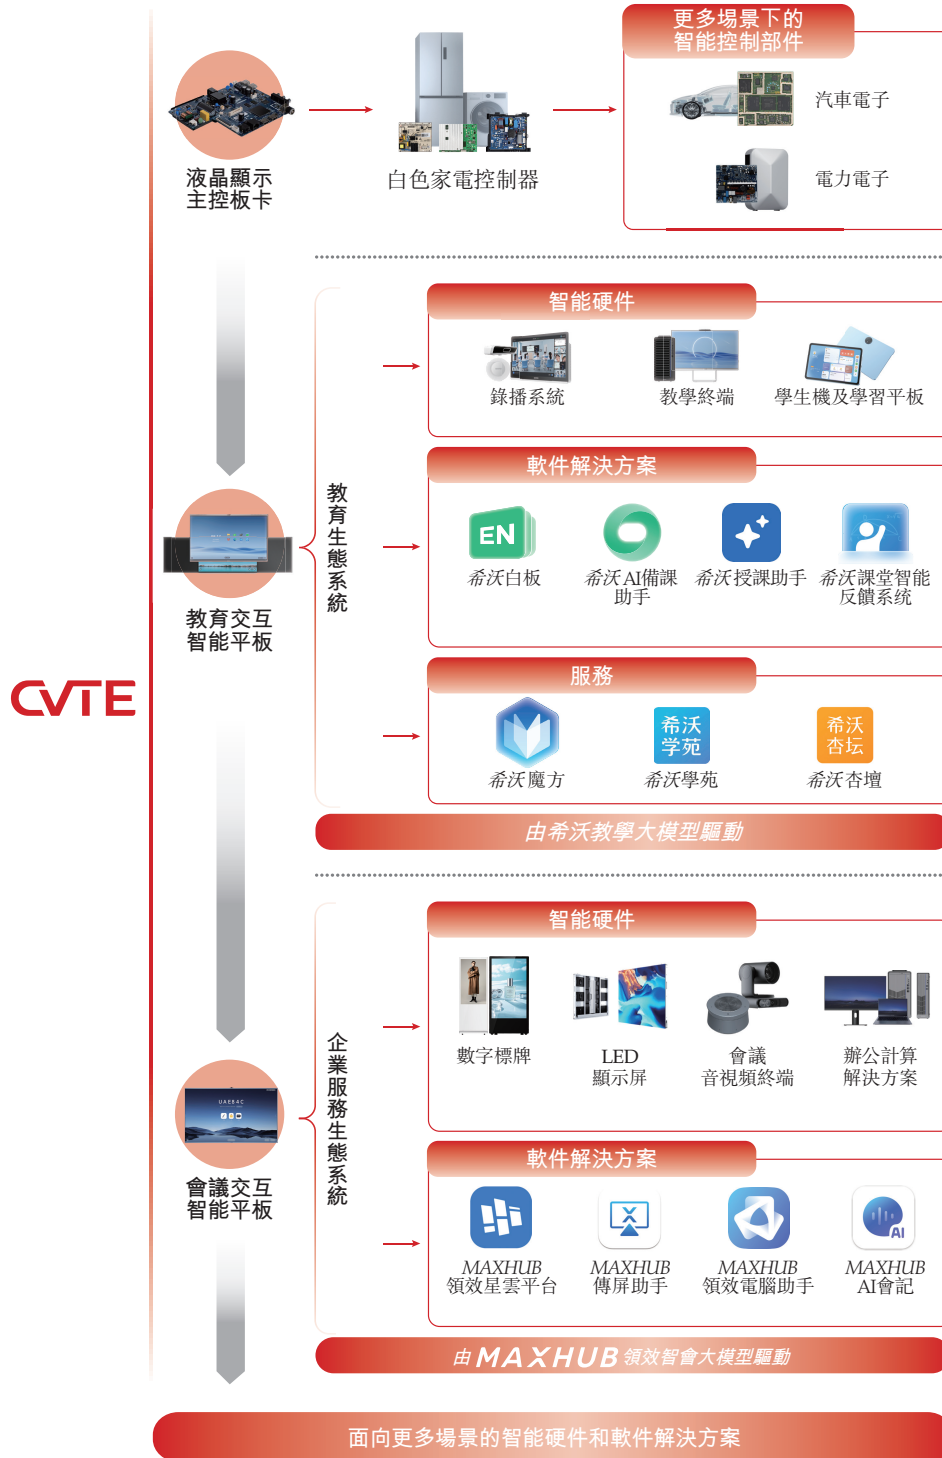 更多場景下的
智能控制部件
汽車電子
電力電子
液晶顯示
主控板卡
白色家電控制器
智能硬件
錄播系統
教學終端
學生機及學習平板
軟件解決方案
EN
希沃白板
希沃AI備課
助手
希沃授課助手
希沃課堂智能
反饋系统
教育生態系統
教育交互
智能平板
CVTE
服務
希沃魔方
希沃
学苑
希沃學苑
希沃
杏坛
希沃杏壇
由希沃教學大模型驅動
智能硬件
數字標牌
LED
顯示屏
會議
音視頻終端
辦公計算
解決方案
企業服務生態系統
UAEB4C
會議交互
智能平板
軟件解決方案
MAXHUB
領效星雲平台
X
MAXHUB
傳屏助手
MAXHUB
領效電腦助手
AI
MAXHUB
AI會記
由MAXHUB領效智會大模型驅動
面向更多場景的智能硬件和軟件解決方案